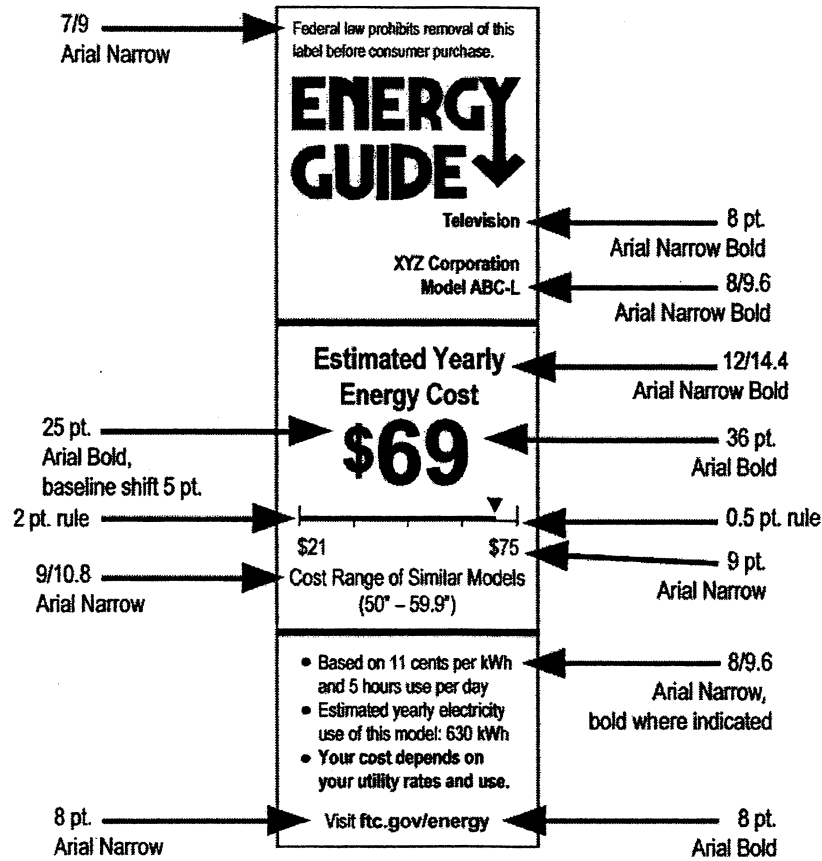 7/9
Arial Narrow
Federal law prohibits removal of this
label before consumer purchase.
ENERGY
GUIDE
Television
8 pt.
Arial Narrow Bold
XYZ Corporation
Model ABC-L
8/9.6
Arial Narrow Bold
Estimated Yearly
Energy Cost
12/14.4
Arial Narrow Bold
25 pt.
Arial Bold,
baseline shift 5 pt.
$69
36 pt.
Arial Bold
2 pt. rule
0.5 pt. rule
$21 $75
9 pt.
Arial Narrow
9/10.8
Arial Narrow
Cost Range of Similar Models
(50" – 59.9")
• Based on 11 cents per kWh
and 5 hours use per day
• Estimated yearly electricity
use of this model: 630 kWh
• Your cost depends on
your utility rates and use.
8/9.6
Arial Narrow,
bold where indicated
8 pt.
Arial Narrow
Visit ftc.gov/energy
8 pt.
Arial Bold